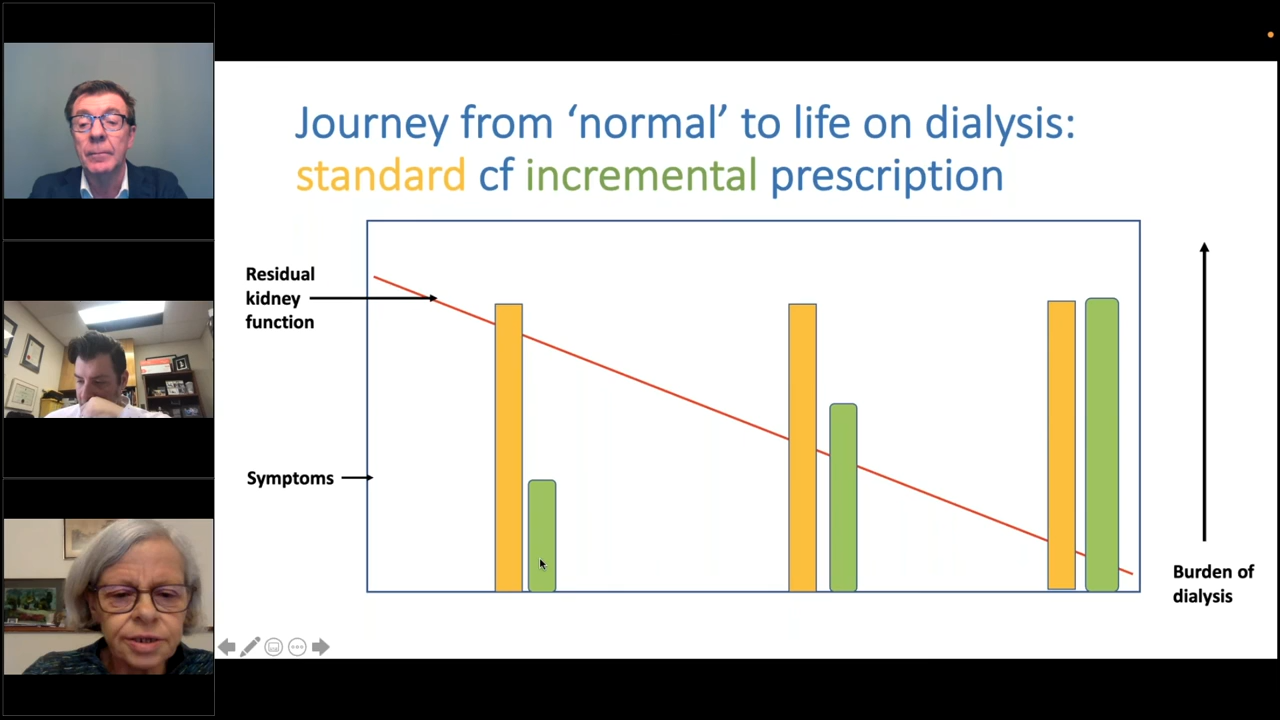 Journey from ‘normal’ to life on dialysis:
standard cf incremental prescription
Residual
kidney
function
Symptoms
Burden of
dialysis